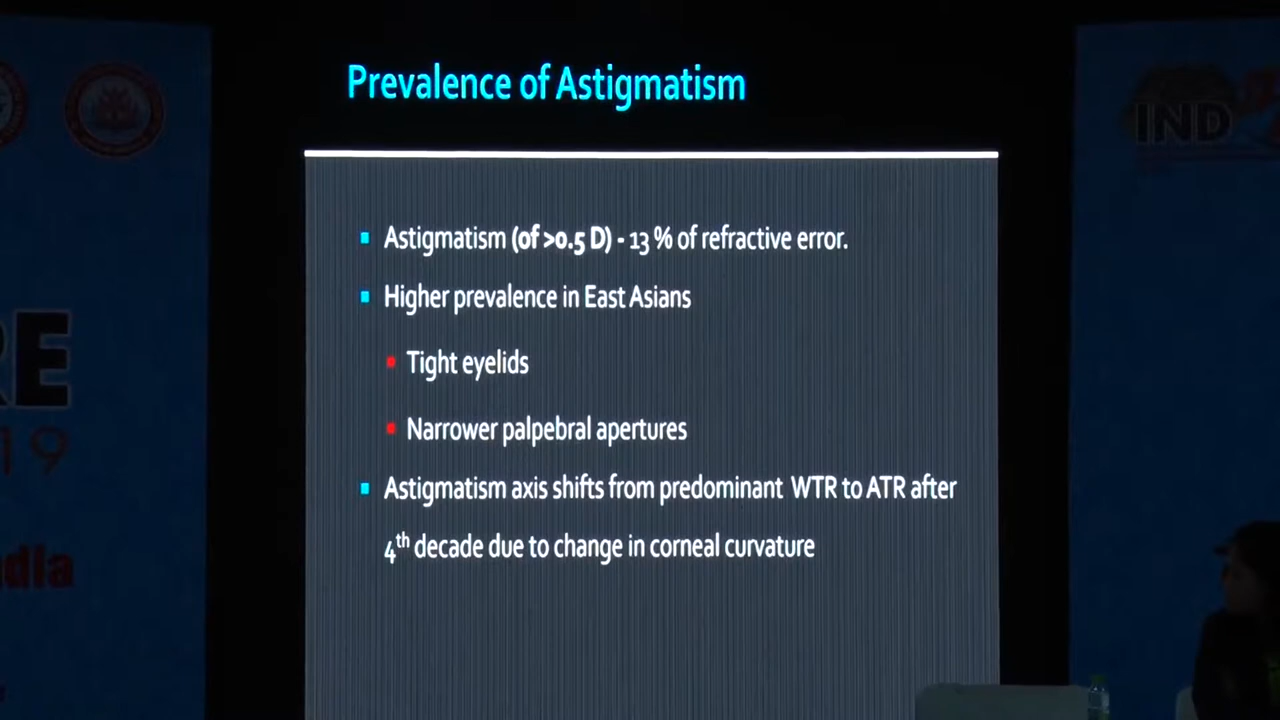 Prevalence of Astigmatism
IND
Astigmatism (of >0.5 D) - 13 % of refractive error.
Higher prevalence in East Asians
Tight eyelids
Narrower palpebral apertures
Astigmatism axis shifts from predominant WTR to ATR after
4th decade due to change in corneal curvature
RE
19
dia